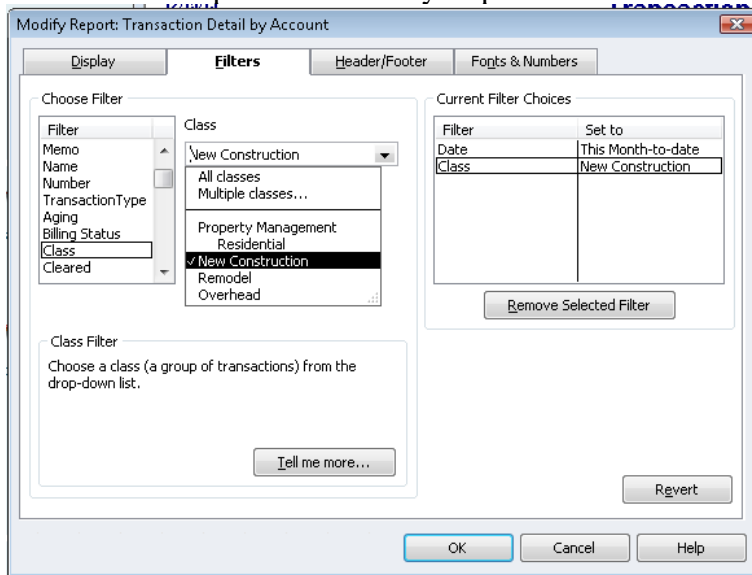 Modify Report: Transaction Detail by Account
Display
Filters
Header/Footer
Fonts & Numbers
Choose Filter
Filter
Memo
Name
Number
TransactionType
Aging
Billing Status
Class
Cleared
Class
New Construction
All classes
Multiple classes...
Property Management
Residential
✓ New Construction
Remodel
Overhead
Class Filter
Choose a class (a group of transactions) from the
drop-down list.
Tell me more...
Current Filter Choices
Filter Set to
Date This Month-to-date
Class New Construction
Remove Selected Filter
Revert
OK
Cancel
Help